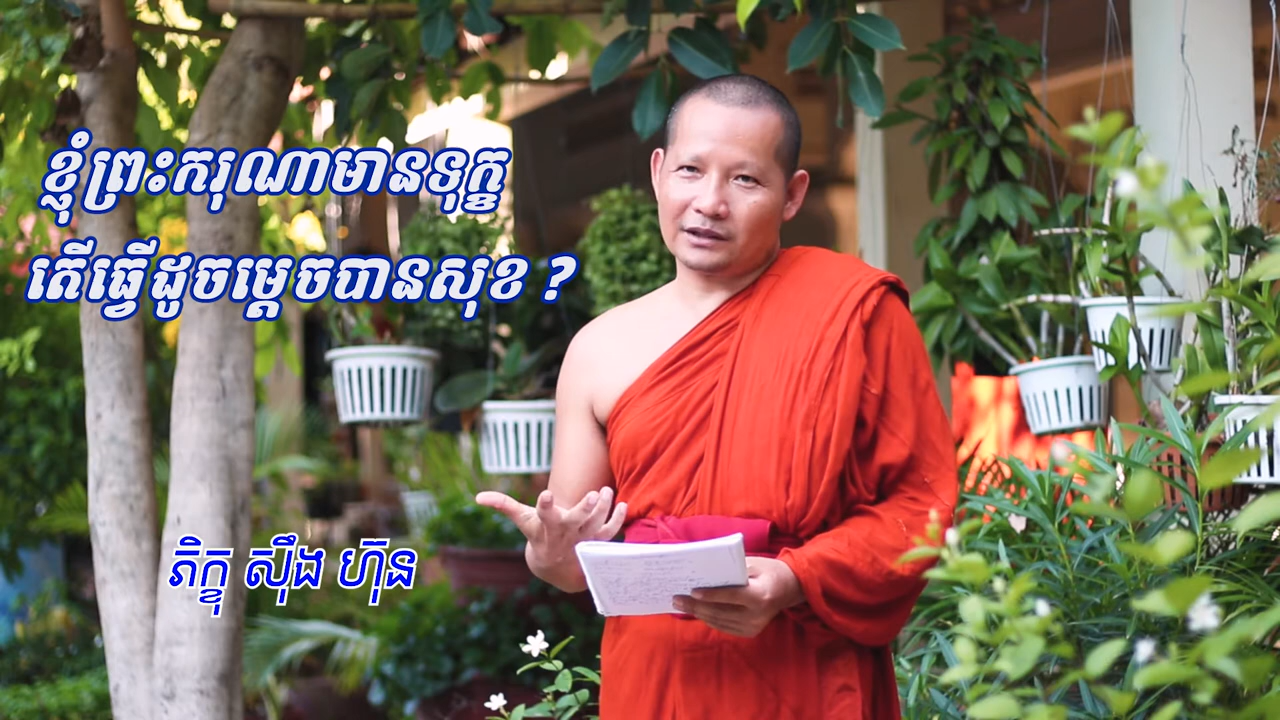 ខ្ញុំព្រះករុណាមានទុក្ខ
តើធ្វើដូចម្ដេចបានសុខ ?
ភិក្ខុ ស៊ឹង ហ៊ុន